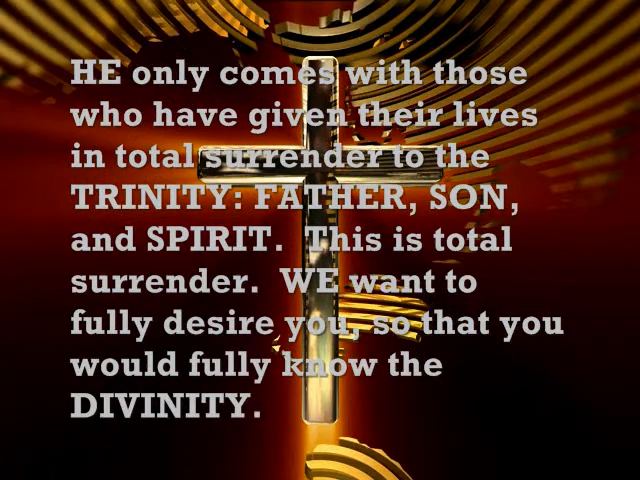 HE only comes with those
who have given their lives
in total surrender to the
TRINITY: FATHER, SON,
and SPIRIT.  This is total
surrender.  WE want to
fully desire you, so that you
would fully know the
DIVINITY.